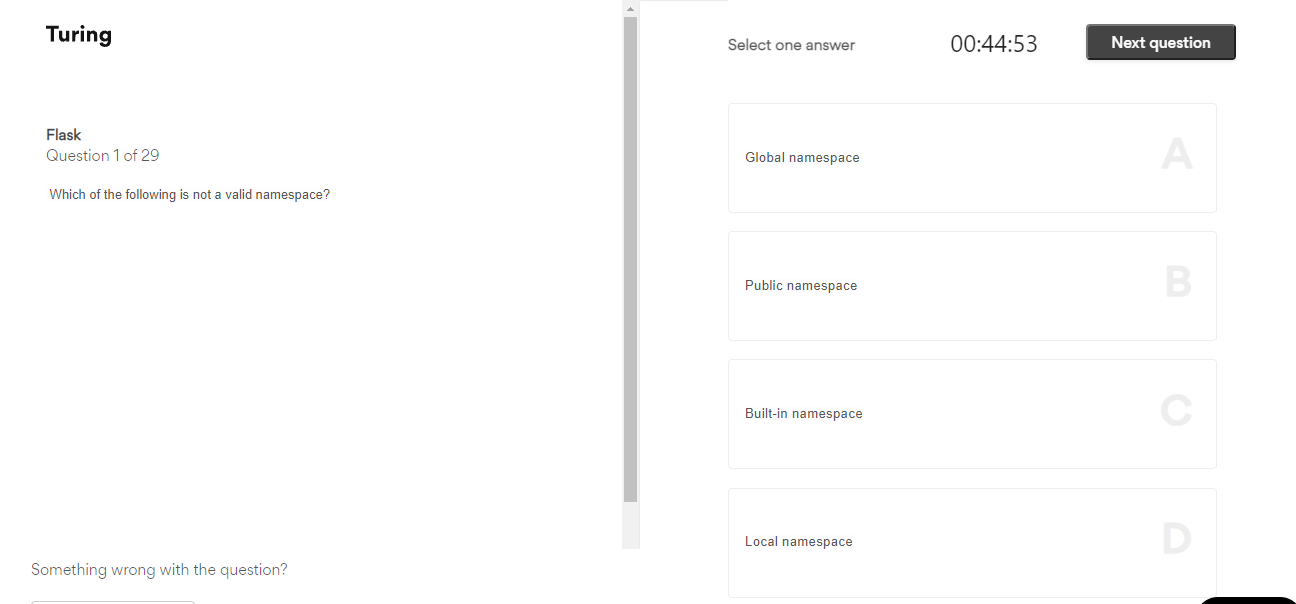 Turing
Flask
Question 1 of 29
Which of the following is not a valid namespace?
Something wrong with the question?
Select one answer
00:44:53
Next question
Global namespace
A
Public namespace
B
Built-in namespace
C
Local namespace
D